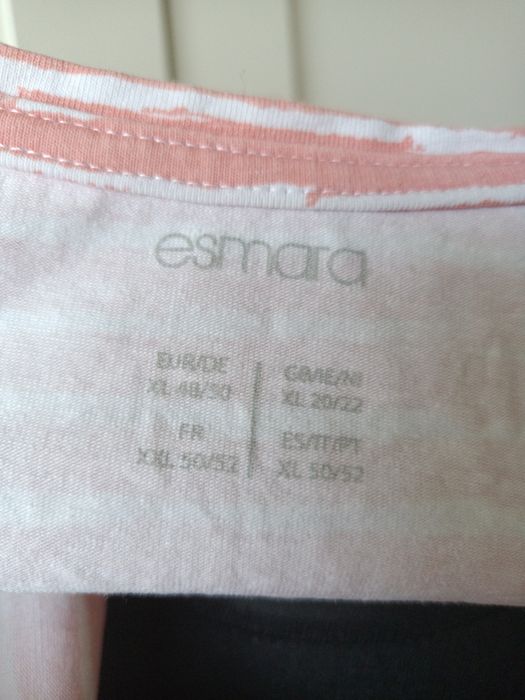 esmara
EUR/DE
XL 48/50
GB/IE/NI
XL 20/22
FR
XXL 50/52
ES/IT/PT
XL 50/52